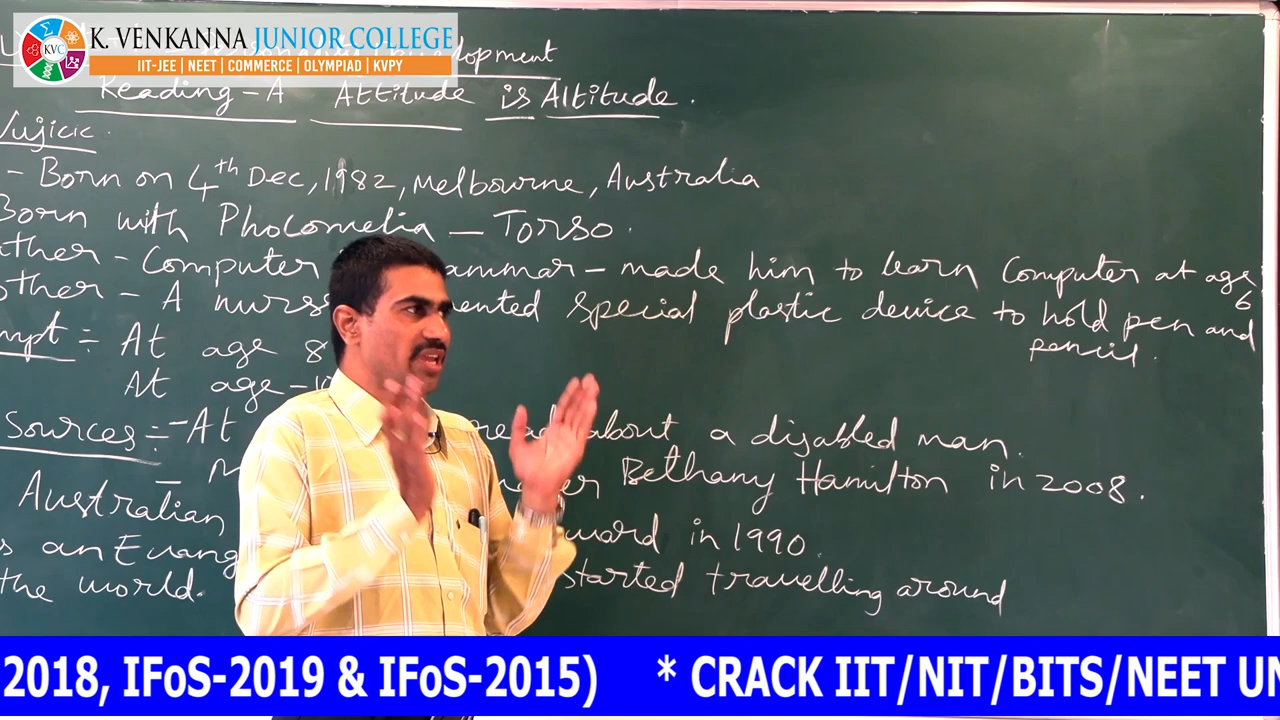 K. VENKANNA JUNIOR COLLEGE
KVC
IIT-JEE | NEET | COMMERCE | OLYMPIAD | KVPY
Reading - A Attitude is Altitude.
Vujicic.
- Born on 4th Dec, 1982, Melbourne, Australia
Born with Phocomelia - Torso.
ather - Computer ammar - made him to learn Computer at age 6
other - A nurs ented special plastic device to hold pen and pencil.
mpt :- At age 8
At age -
Sources :- - At read about a disabled man.
Bethany Hamilton in 2008.
Australian ward in 1990.
s an Evang started travelling around
the world.
2018, IFoS-2019 & IFoS-2015) * CRACK IIT/NIT/BITS/NEET UN